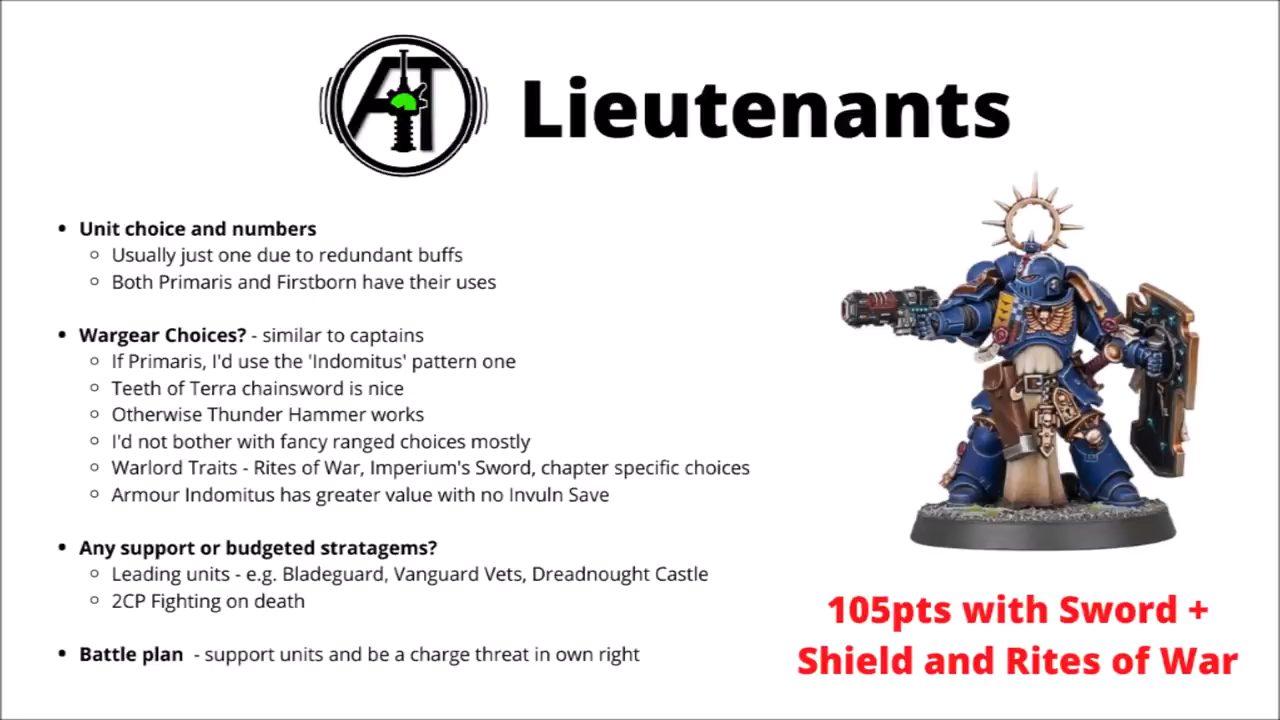 AT
Lieutenants
• Unit choice and numbers
○ Usually just one due to redundant buffs
○ Both Primaris and Firstborn have their uses
• Wargear Choices? - similar to captains
○ If Primaris, I'd use the 'Indomitus' pattern one
○ Teeth of Terra chainsword is nice
○ Otherwise Thunder Hammer works
○ I'd not bother with fancy ranged choices mostly
○ Warlord Traits - Rites of War, Imperium's Sword, chapter specific choices
○ Armour Indomitus has greater value with no Invuln Save
• Any support or budgeted stratagems?
○ Leading units - e.g. Bladeguard, Vanguard Vets, Dreadnought Castle
○ 2CP Fighting on death
• Battle plan - support units and be a charge threat in own right
105pts with Sword +
Shield and Rites of War